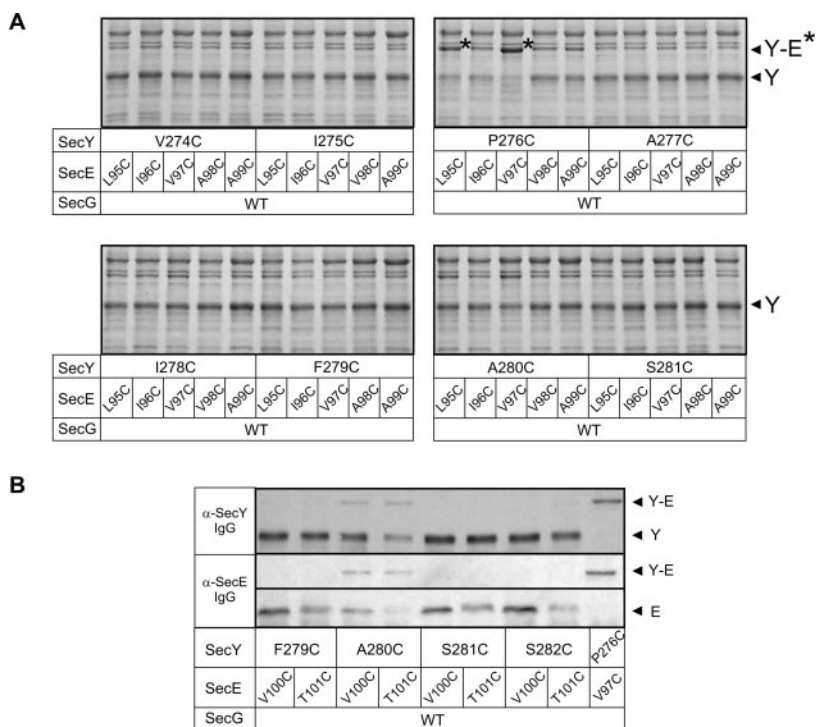 A
Y-E*
* *
Y
SecY V274C I275C
SecE L95C I96C V97C A98C A99C L95C I96C V97C V98C A99C
SecG WT
SecY P276C A277C
SecE L95C I96C V97C V98C A99C L95C I96C V97C A98C A99C
SecG WT
Y
SecY I278C F279C
SecE L95C I96C V97C V98C A99C L95C I96C V97C A98C A99C
SecG WT
SecY A280C S281C
SecE L95C I96C V97C V98C A99C L95C I96C V97C A98C A99C
SecG WT
B
α-SecY
IgG
Y-E
Y
α-SecE
IgG
Y-E
E
SecY F279C A280C S281C S282C P276C
SecE V100C T101C V100C T101C V100C T101C V100C T101C V97C
SecG WT